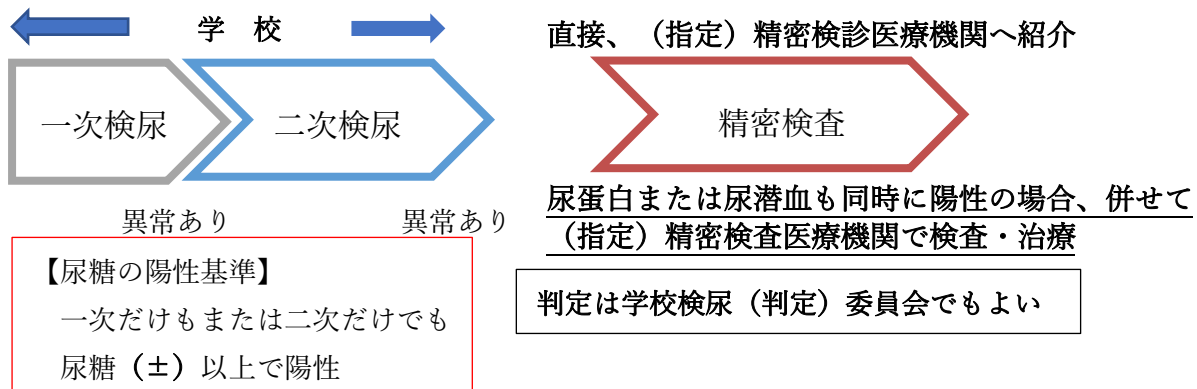 学 校
直接、（指定）精密検診医療機関へ紹介
一次検尿
二次検尿
精密検査
異常あり
異常あり
尿蛋白または尿潜血も同時に陽性の場合、併せて
（指定）精密検査医療機関で検査・治療
【尿糖の陽性基準】
一次だけもまたは二次だけでも
尿糖（±）以上で陽性
判定は学校検尿（判定）委員会でもよい